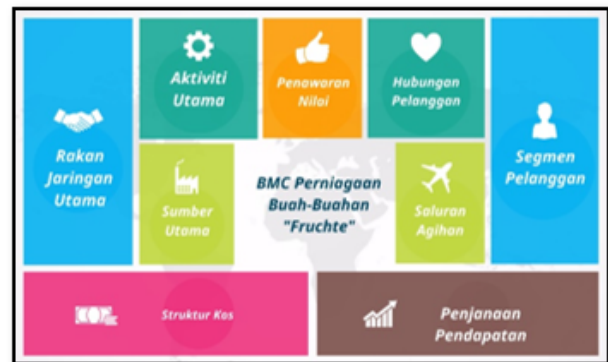 Rakan
Jaringan
Utama
Aktiviti
Utama
Penawaran
Nilai
Hubungan
Pelanggan
Segmen
Pelanggan
Sumber
Utama
BMC Perniagaan
Buah-Buahan
"Fruchte"
Saluran
Agihan
Struktur Kos
Penjanaan
Pendapatan